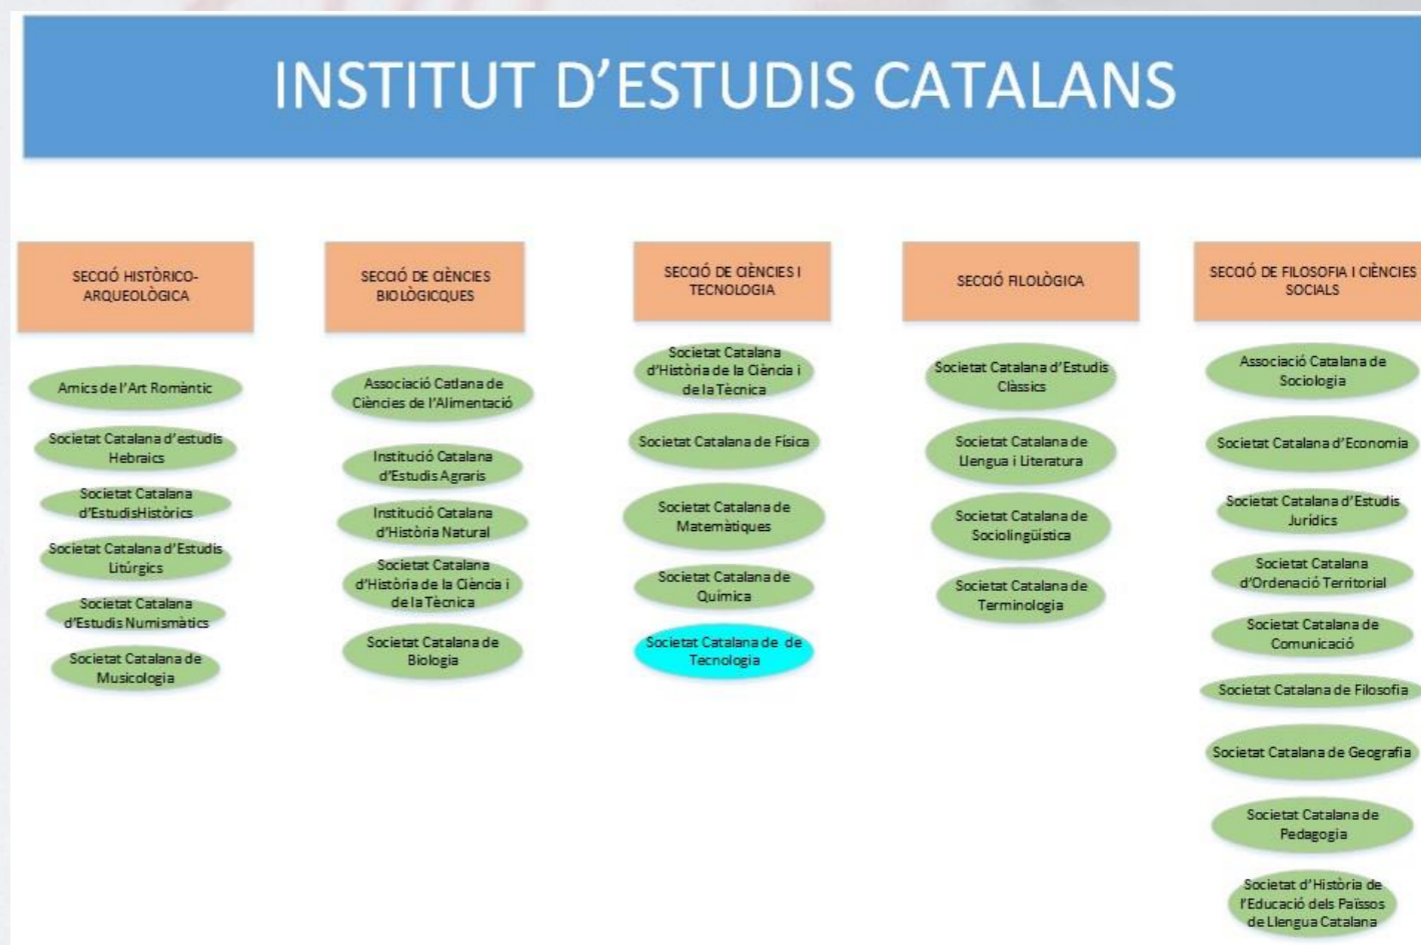 INSTITUT D'ESTUDIS CATALANS
SECCIÓ HISTÒRICO-
ARQUEOLÒGICA
Amics de l'Art Romàntic
Societat Catalana d'estudis
Hebraics
Societat Catalana
d'EstudisHistòrics
Societat Catalana d'Estudis
Litúrgics
Societat Catalana
d'Estudis Numismàtics
Societat Catalana de
Musicologia
SECCIÓ DE CIÈNCIES
BIOLÒGICQUES
Associació Catlana de
Ciències de l'Alimentació
Institució Catalana
d'Estudis Agraris
Institució Catalana
d'Història Natural
Societat Catalana
d'Història de la Ciència i
de la Tècnica
Societat Catalana de
Biologia
SECCIÓ DE CIÈNCIES I
TECNOLOGIA
Societat Catalana
d'Història de la Ciència i
de la Tècnica
Societat Catalana de Física
Societat Catalana de
Matemàtiques
Societat Catalana de
Química
Societat Catalana de de
Tecnologia
SECCIÓ FILOLÒGICA
Societat Catalana d'Estudis
Clàssics
Societat Catalana de
Llengua i Literatura
Societat Catalana de
Sociolingüística
Societat Catalana de
Terminologia
SECCIÓ DE FILOSOFIA I CIÈNCIES
SOCIALS
Associació Catalana de
Sociologia
Societat Catalana d'Economia
Societat Catalana d'Estudis
Jurídics
Societat Catalana
d'Ordenació Territorial
Societat Catalana de
Comunicació
Societat Catalana de Filosofia
Societat Catalana de Geografia
Societat Catalana de
Pedagogia
Societat d'Història de
l'Educació dels Païssos
de Llengua Catalana